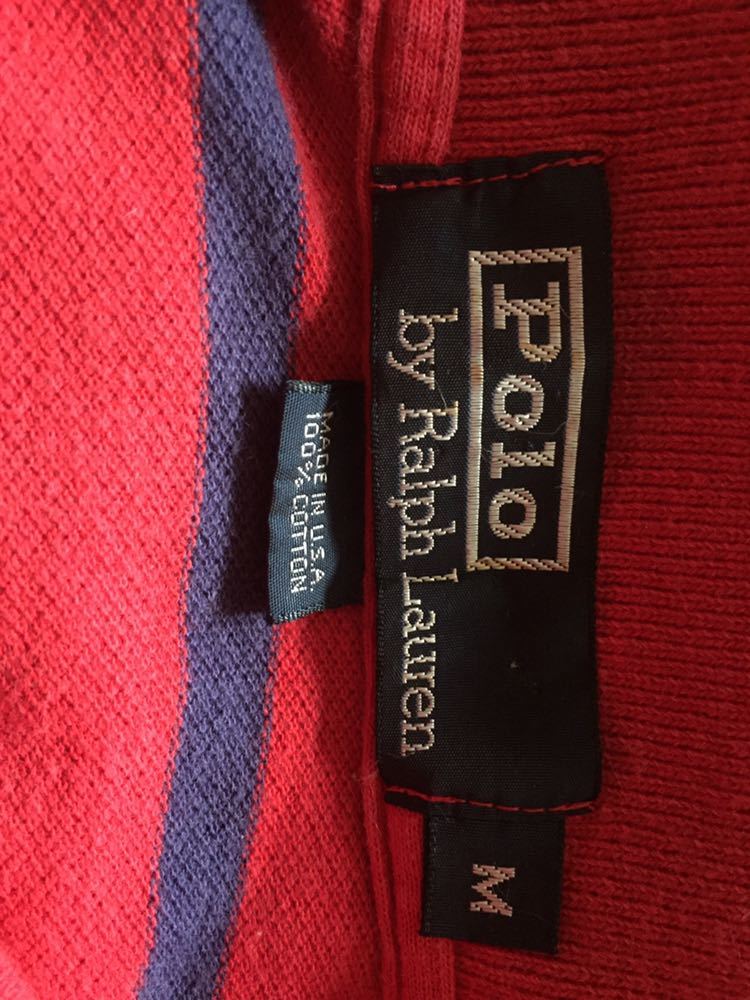 Polo
by Ralph Lauren
M
MADE IN U.S.A.
100% COTTON